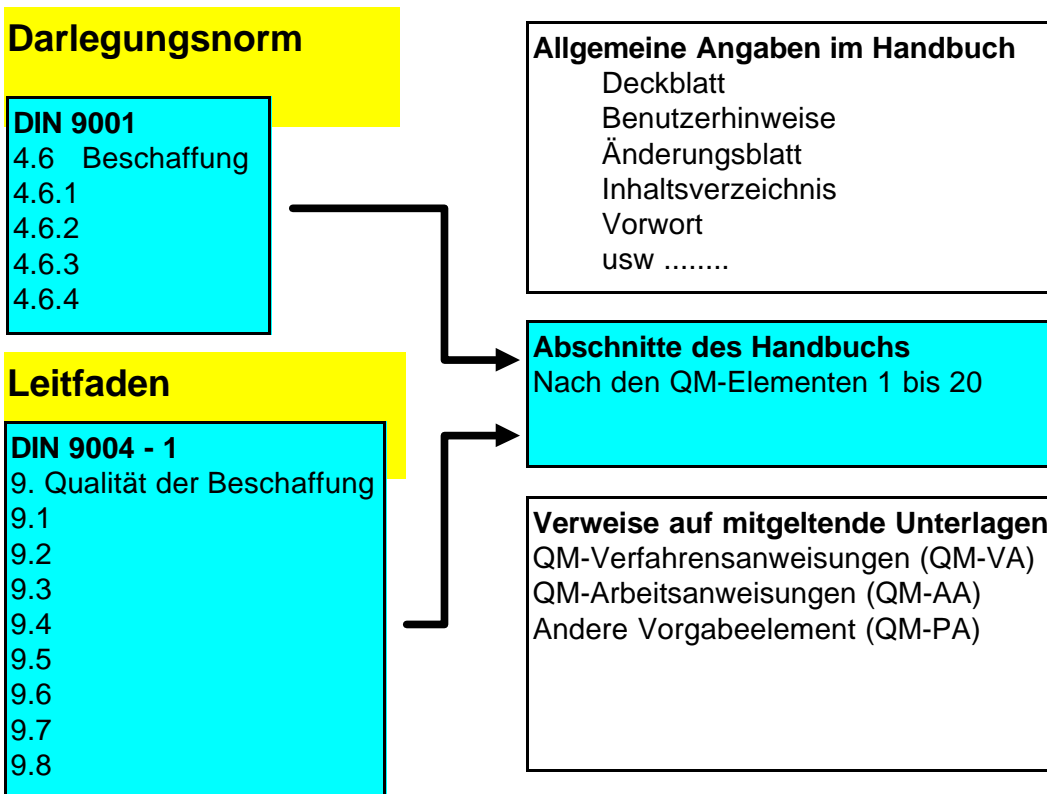 Darlegungsnorm
DIN 9001
4.6 Beschaffung
4.6.1
4.6.2
4.6.3
4.6.4
Leitfaden
DIN 9004 - 1
9. Qualität der Beschaffung
9.1
9.2
9.3
9.4
9.5
9.6
9.7
9.8
Allgemeine Angaben im Handbuch
Deckblatt
Benutzerhinweise
Änderungsblatt
Inhaltsverzeichnis
Vorwort
usw ........
Abschnitte des Handbuchs
Nach den QM-Elementen 1 bis 20
Verweise auf mitgeltende Unterlagen
QM-Verfahrensanweisungen (QM-VA)
QM-Arbeitsanweisungen (QM-AA)
Andere Vorgabeelement (QM-PA)